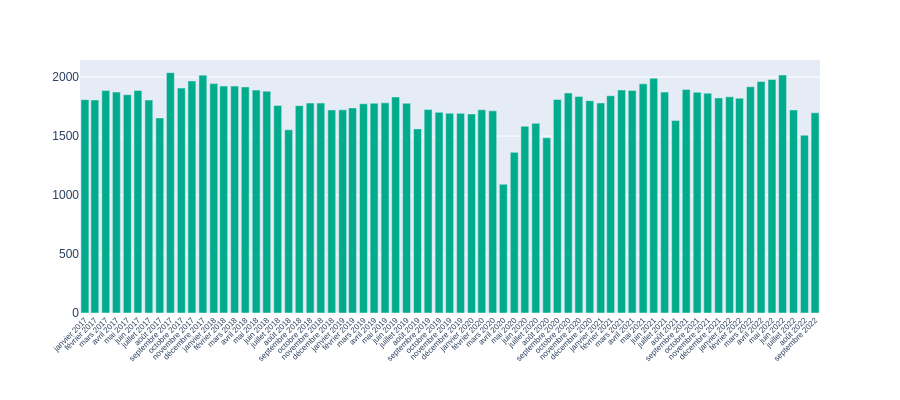 2000
1500
1000
500
0
janvier 2017
février 2017
mars 2017
avril 2017
mai 2017
juin 2017
juillet 2017
août 2017
septembre 2017
octobre 2017
novembre 2017
décembre 2017
janvier 2018
février 2018
mars 2018
avril 2018
mai 2018
juin 2018
juillet 2018
août 2018
septembre 2018
octobre 2018
novembre 2018
décembre 2018
janvier 2019
février 2019
mars 2019
avril 2019
mai 2019
juin 2019
juillet 2019
août 2019
septembre 2019
octobre 2019
novembre 2019
décembre 2019
janvier 2020
février 2020
mars 2020
avril 2020
mai 2020
juin 2020
juillet 2020
août 2020
septembre 2020
octobre 2020
novembre 2020
décembre 2020
janvier 2021
février 2021
mars 2021
avril 2021
mai 2021
juin 2021
juillet 2021
août 2021
septembre 2021
octobre 2021
novembre 2021
décembre 2021
janvier 2022
février 2022
mars 2022
avril 2022
mai 2022
juin 2022
juillet 2022
août 2022
septembre 2022